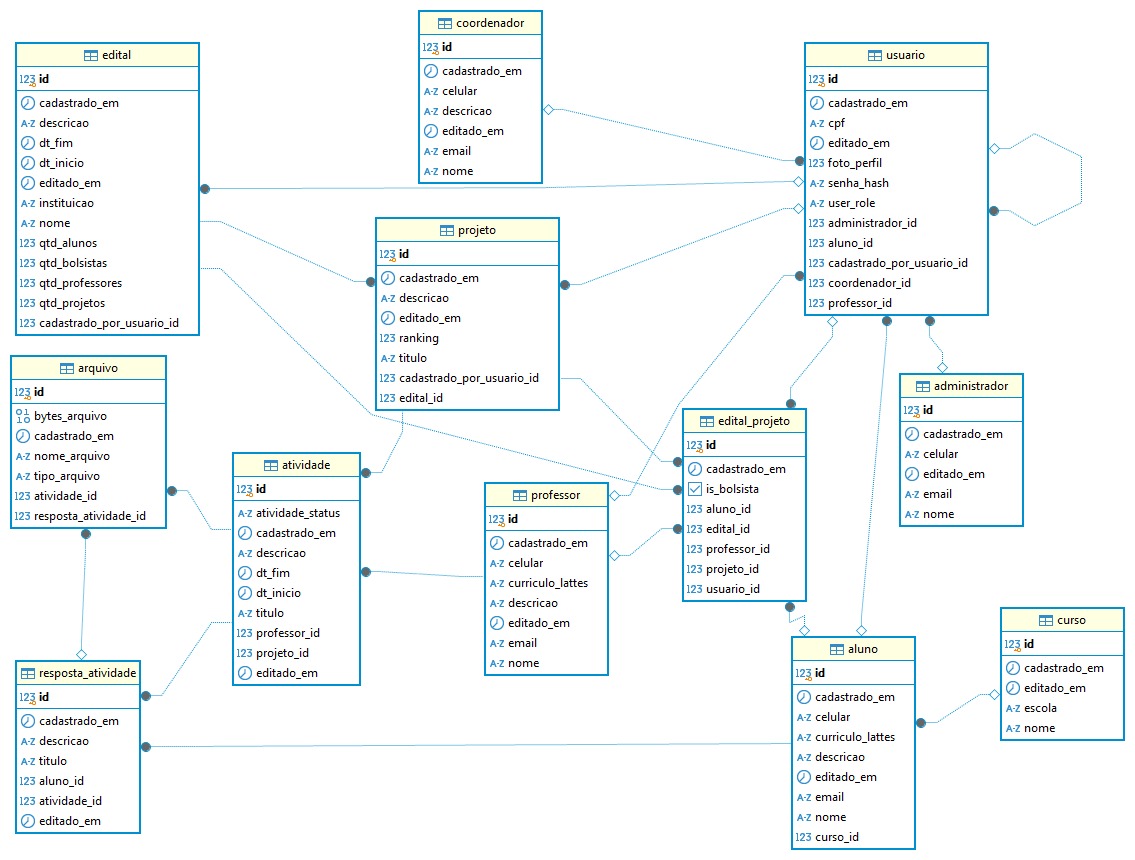 coordenador
123 id
cadastrado_em
A-Z celular
A-Z descricao
editado_em
A-Z email
A-Z nome
edital
123 id
cadastrado_em
A-Z descricao
dt_fim
dt_inicio
editado_em
A-Z instituicao
A-Z nome
123 qtd_alunos
123 qtd_bolsistas
123 qtd_professores
123 qtd_projetos
123 cadastrado_por_usuario_id
usuario
123 id
cadastrado_em
A-Z cpf
editado_em
123 foto_perfil
A-Z senha_hash
A-Z user_role
123 administrador_id
123 aluno_id
123 cadastrado_por_usuario_id
123 coordenador_id
123 professor_id
projeto
123 id
cadastrado_em
A-Z descricao
editado_em
123 ranking
A-Z titulo
123 cadastrado_por_usuario_id
123 edital_id
arquivo
123 id
01 10 bytes_arquivo
cadastrado_em
A-Z nome_arquivo
A-Z tipo_arquivo
123 atividade_id
123 resposta_atividade_id
administrador
123 id
cadastrado_em
A-Z celular
editado_em
A-Z email
A-Z nome
edital_projeto
123 id
cadastrado_em
is_bolsista
123 aluno_id
123 edital_id
123 professor_id
123 projeto_id
123 usuario_id
atividade
123 id
A-Z atividade_status
cadastrado_em
A-Z descricao
dt_fim
dt_inicio
A-Z titulo
123 professor_id
123 projeto_id
editado_em
professor
123 id
cadastrado_em
A-Z celular
A-Z curriculo_lattes
A-Z descricao
editado_em
A-Z email
A-Z nome
curso
123 id
cadastrado_em
editado_em
A-Z escola
A-Z nome
aluno
123 id
cadastrado_em
A-Z celular
A-Z curriculo_lattes
A-Z descricao
editado_em
A-Z email
A-Z nome
123 curso_id
resposta_atividade
123 id
cadastrado_em
A-Z descricao
A-Z titulo
123 aluno_id
123 atividade_id
editado_em